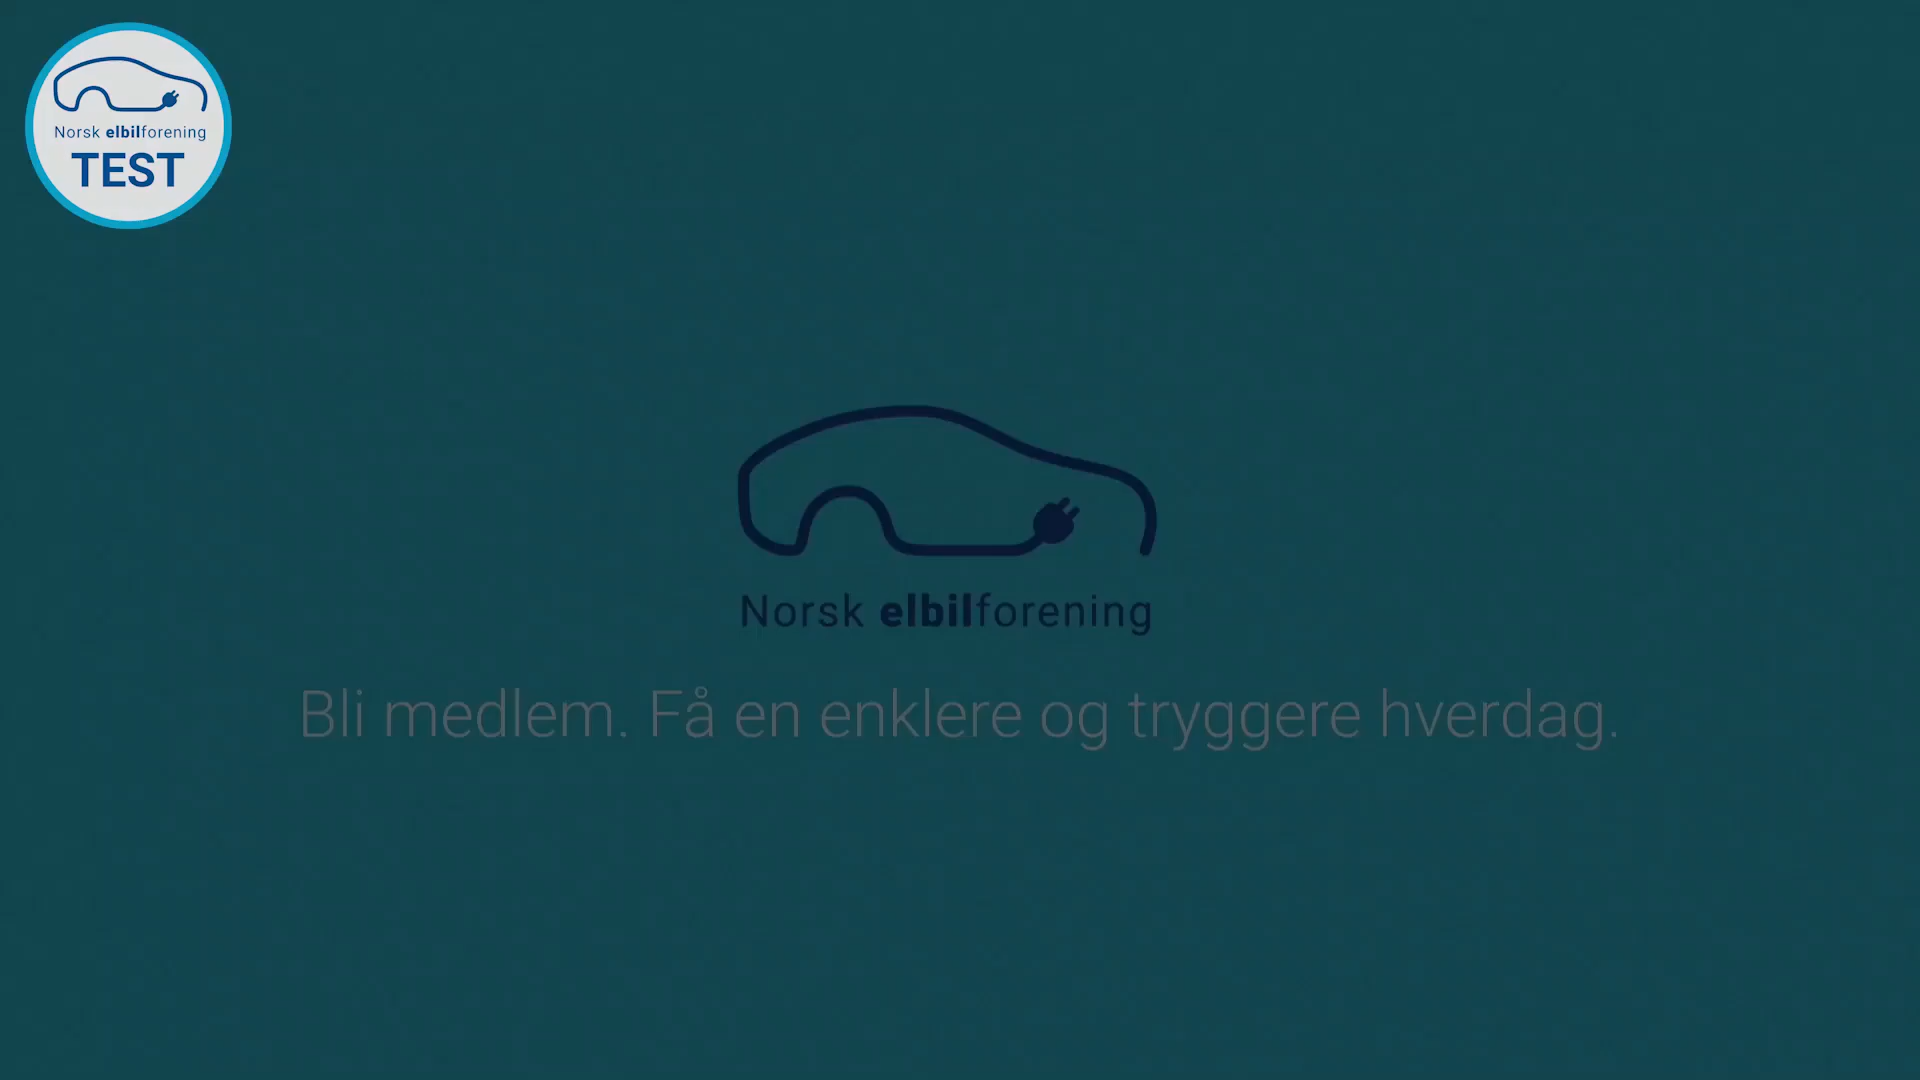 Norsk elbilforening
TEST
Norsk elbilforening
Bli medlem. Få en enklere og tryggere hverdag.